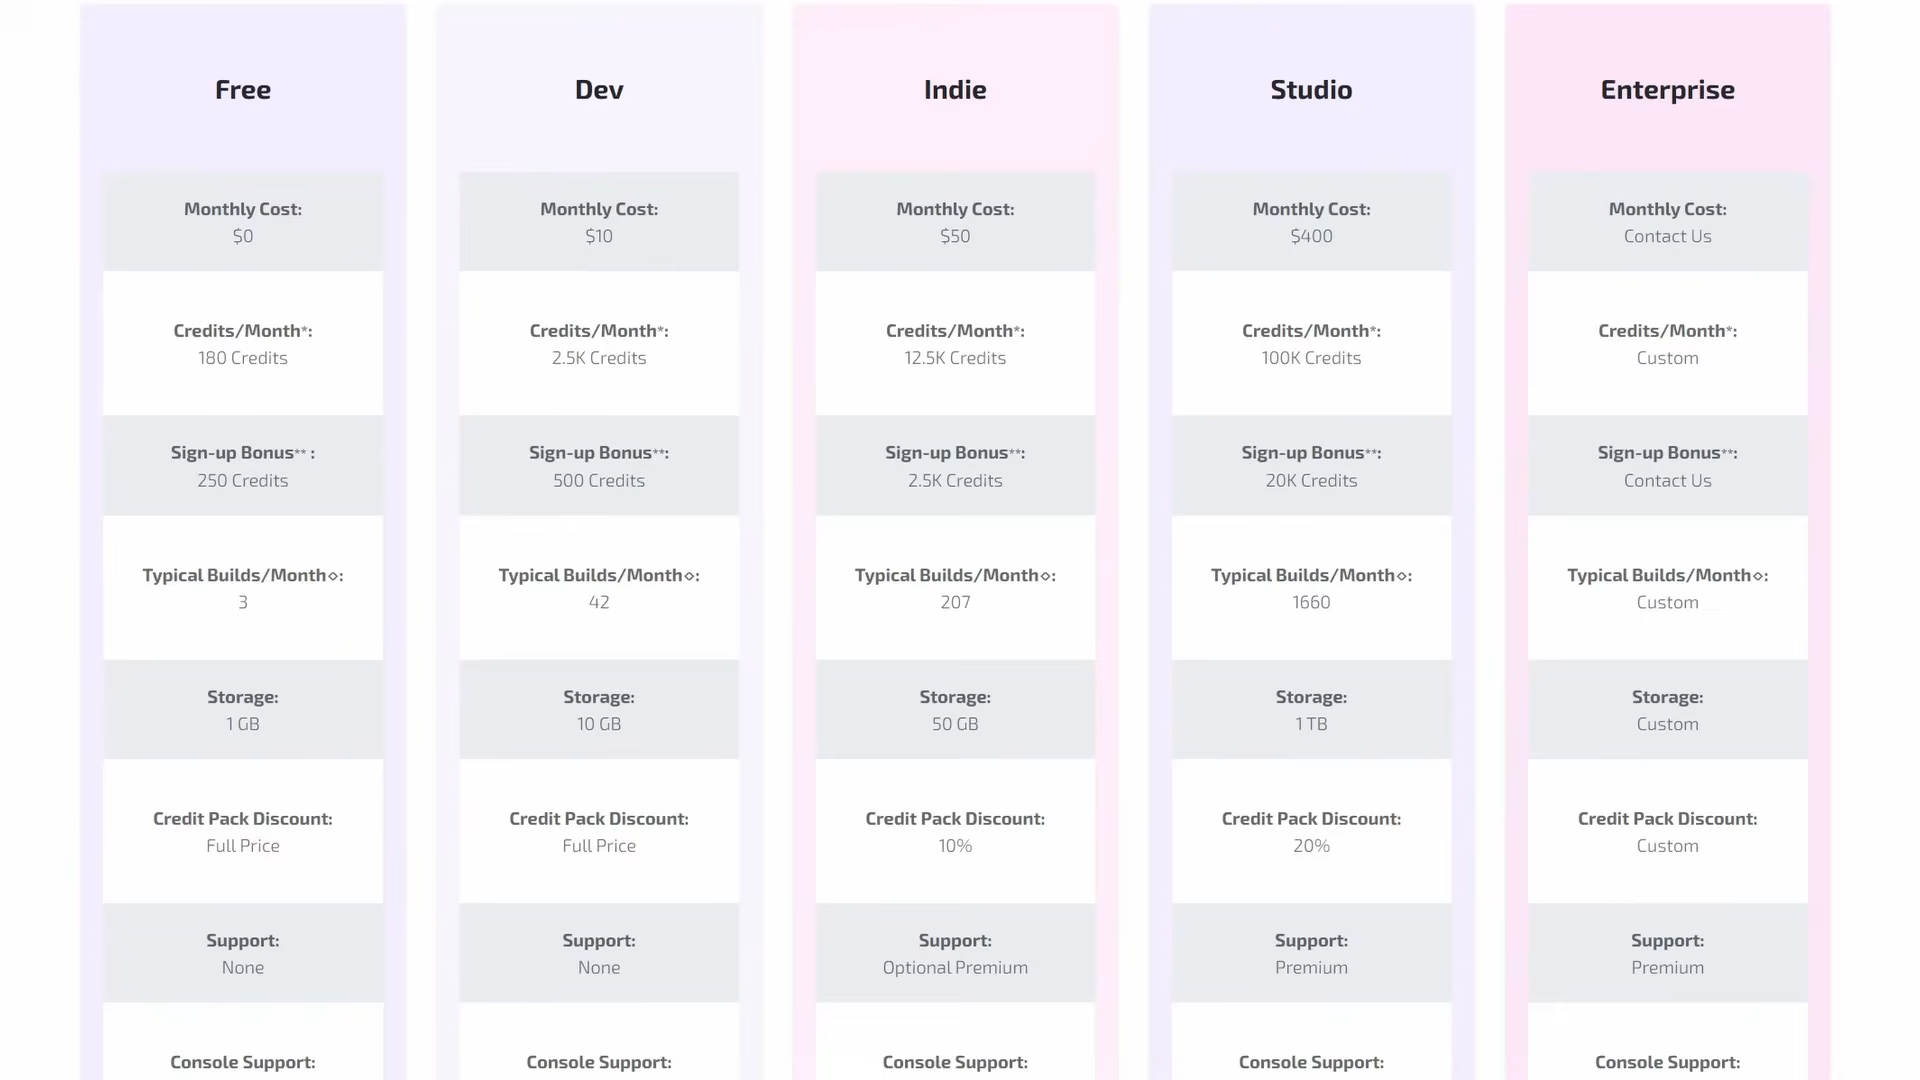 Free
Monthly Cost:
$0
Credits/Month*:
180 Credits
Sign-up Bonus** :
250 Credits
Typical Builds/Month⋄:
3
Storage:
1 GB
Credit Pack Discount:
Full Price
Support:
None
Console Support:
Dev
Monthly Cost:
$10
Credits/Month*:
2.5K Credits
Sign-up Bonus**:
500 Credits
Typical Builds/Month⋄:
42
Storage:
10 GB
Credit Pack Discount:
Full Price
Support:
None
Console Support:
Indie
Monthly Cost:
$50
Credits/Month*:
12.5K Credits
Sign-up Bonus**:
2.5K Credits
Typical Builds/Month⋄:
207
Storage:
50 GB
Credit Pack Discount:
10%
Support:
Optional Premium
Console Support:
Studio
Monthly Cost:
$400
Credits/Month*:
100K Credits
Sign-up Bonus**:
20K Credits
Typical Builds/Month⋄:
1660
Storage:
1 TB
Credit Pack Discount:
20%
Support:
Premium
Console Support:
Enterprise
Monthly Cost:
Contact Us
Credits/Month*:
Custom
Sign-up Bonus**:
Contact Us
Typical Builds/Month⋄:
Custom
Storage:
Custom
Credit Pack Discount:
Custom
Support:
Premium
Console Support: